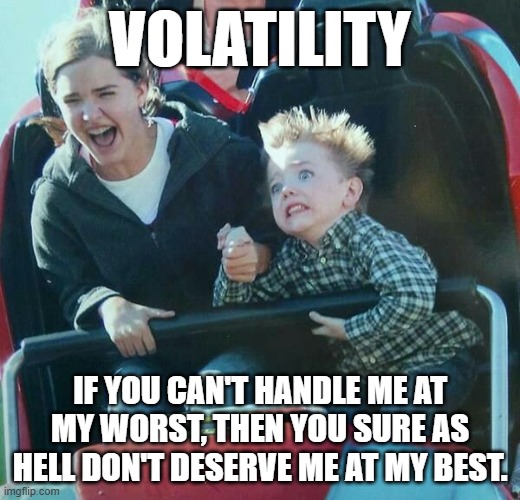 VOLATILITY
IF YOU CAN'T HANDLE ME AT
MY WORST, THEN YOU SURE AS
HELL DON'T DESERVE ME AT MY BEST.
imgflip.com